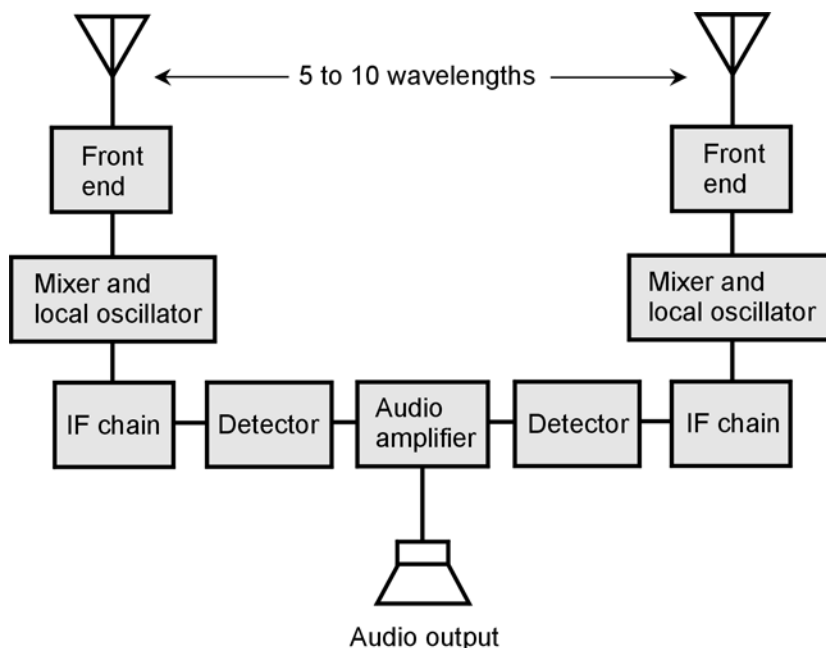 5 to 10 wavelengths
Front
end
Front
end
Mixer and
local oscillator
Mixer and
local oscillator
IF chain
Detector
Audio
amplifier
Detector
IF chain
Audio output